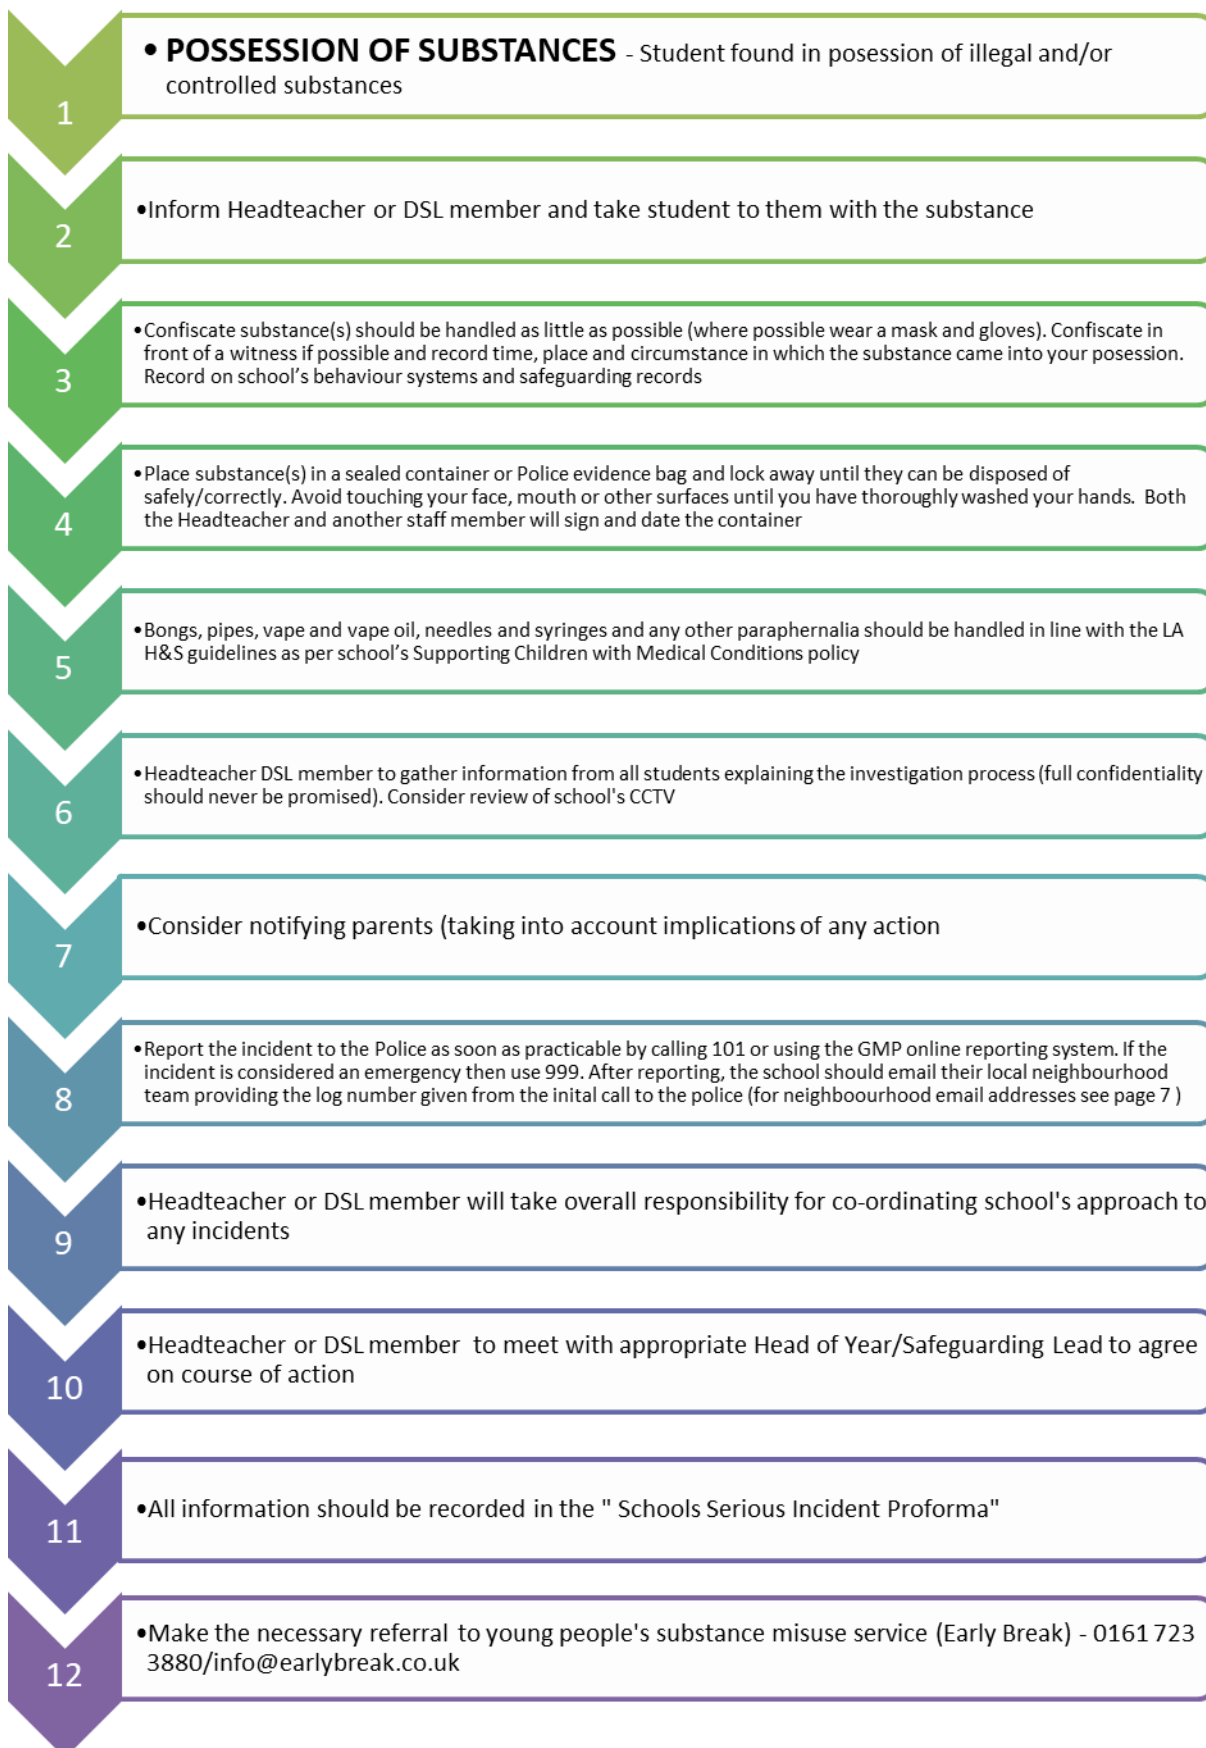 1
• POSSESSION OF SUBSTANCES - Student found in posession of illegal and/or
controlled substances
2
•Inform Headteacher or DSL member and take student to them with the substance
3
•Confiscate substance(s) should be handled as little as possible (where possible wear a mask and gloves). Confiscate in
front of a witness if possible and record time, place and circumstance in which the substance came into your posession.
Record on school's behaviour systems and safeguarding records
4
•Place substance(s) in a sealed container or Police evidence bag and lock away until they can be disposed of
safely/correctly. Avoid touching your face, mouth or other surfaces until you have thoroughly washed your hands. Both
the Headteacher and another staff member will sign and date the container
5
•Bongs, pipes, vape and vape oil, needles and syringes and any other paraphernalia should be handled in line with the LA
H&S guidelines as per school's Supporting Children with Medical Conditions policy
6
•Headteacher DSL member to gather information from all students explaining the investigation process (full confidentiality
should never be promised). Consider review of school's CCTV
7
•Consider notifying parents (taking into account implications of any action
8
•Report the incident to the Police as soon as practicable by calling 101 or using the GMP online reporting system. If the
incident is considered an emergency then use 999. After reporting, the school should email their local neighbourhood
team providing the log number given from the inital call to the police (for neighboourhood email addresses see page 7 )
9
•Headteacher or DSL member will take overall responsibility for co-ordinating school's approach to
any incidents
10
•Headteacher or DSL member to meet with appropriate Head of Year/Safeguarding Lead to agree
on course of action
11
•All information should be recorded in the " Schools Serious Incident Proforma"
12
•Make the necessary referral to young people's substance misuse service (Early Break) - 0161 723
3880/info@earlybreak.co.uk